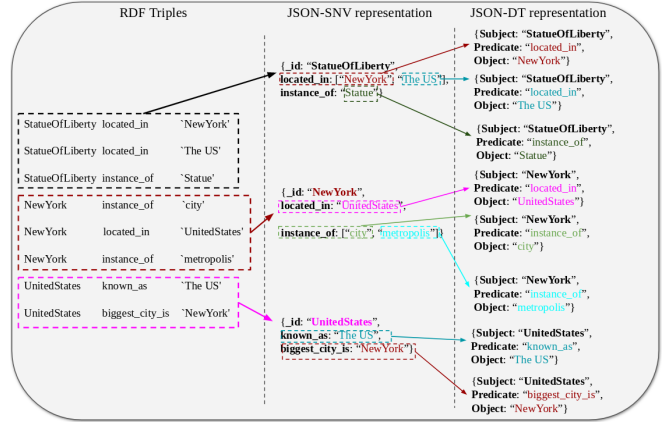 RDF Triples
JSON-SNV representation
JSON-DT representation
StatueOfLiberty located_in `NewYork'
StatueOfLiberty located_in `The US'
StatueOfLiberty instance_of `Statue'
NewYork instance_of `city'
NewYork located_in `UnitedStates'
NewYork instance_of `metropolis'
UnitedStates known_as `The US'
UnitedStates biggest_city_is `NewYork'
{_id: “StatueOfLiberty”,
located_in: [“NewYork”, “The US”],
instance_of: “Statue”}
{_id: “NewYork”,
located_in: “UnitedStates”,
instance_of: [“city”, “metropolis”]}
{_id: “UnitedStates”,
known_as: “The US”,
biggest_city_is: “NewYork”}
{Subject: “StatueOfLiberty”,
Predicate: “located_in”,
Object: “NewYork”}
{Subject: “StatueOfLiberty”,
Predicate: “located_in”,
Object: “The US”}
{Subject: “StatueOfLiberty”,
Predicate: “instance_of”,
Object: “Statue”}
{Subject: “NewYork”,
Predicate: “located_in”,
Object: “UnitedStates”}
{Subject: “NewYork”,
Predicate: “instance_of”,
Object: “city”}
{Subject: “NewYork”,
Predicate: “instance_of”,
Object: “metropolis”}
{Subject: “UnitedStates”,
Predicate: “known_as”,
Object: “The US”}
{Subject: “UnitedStates”,
Predicate: “biggest_city_is”,
Object: “NewYork”}